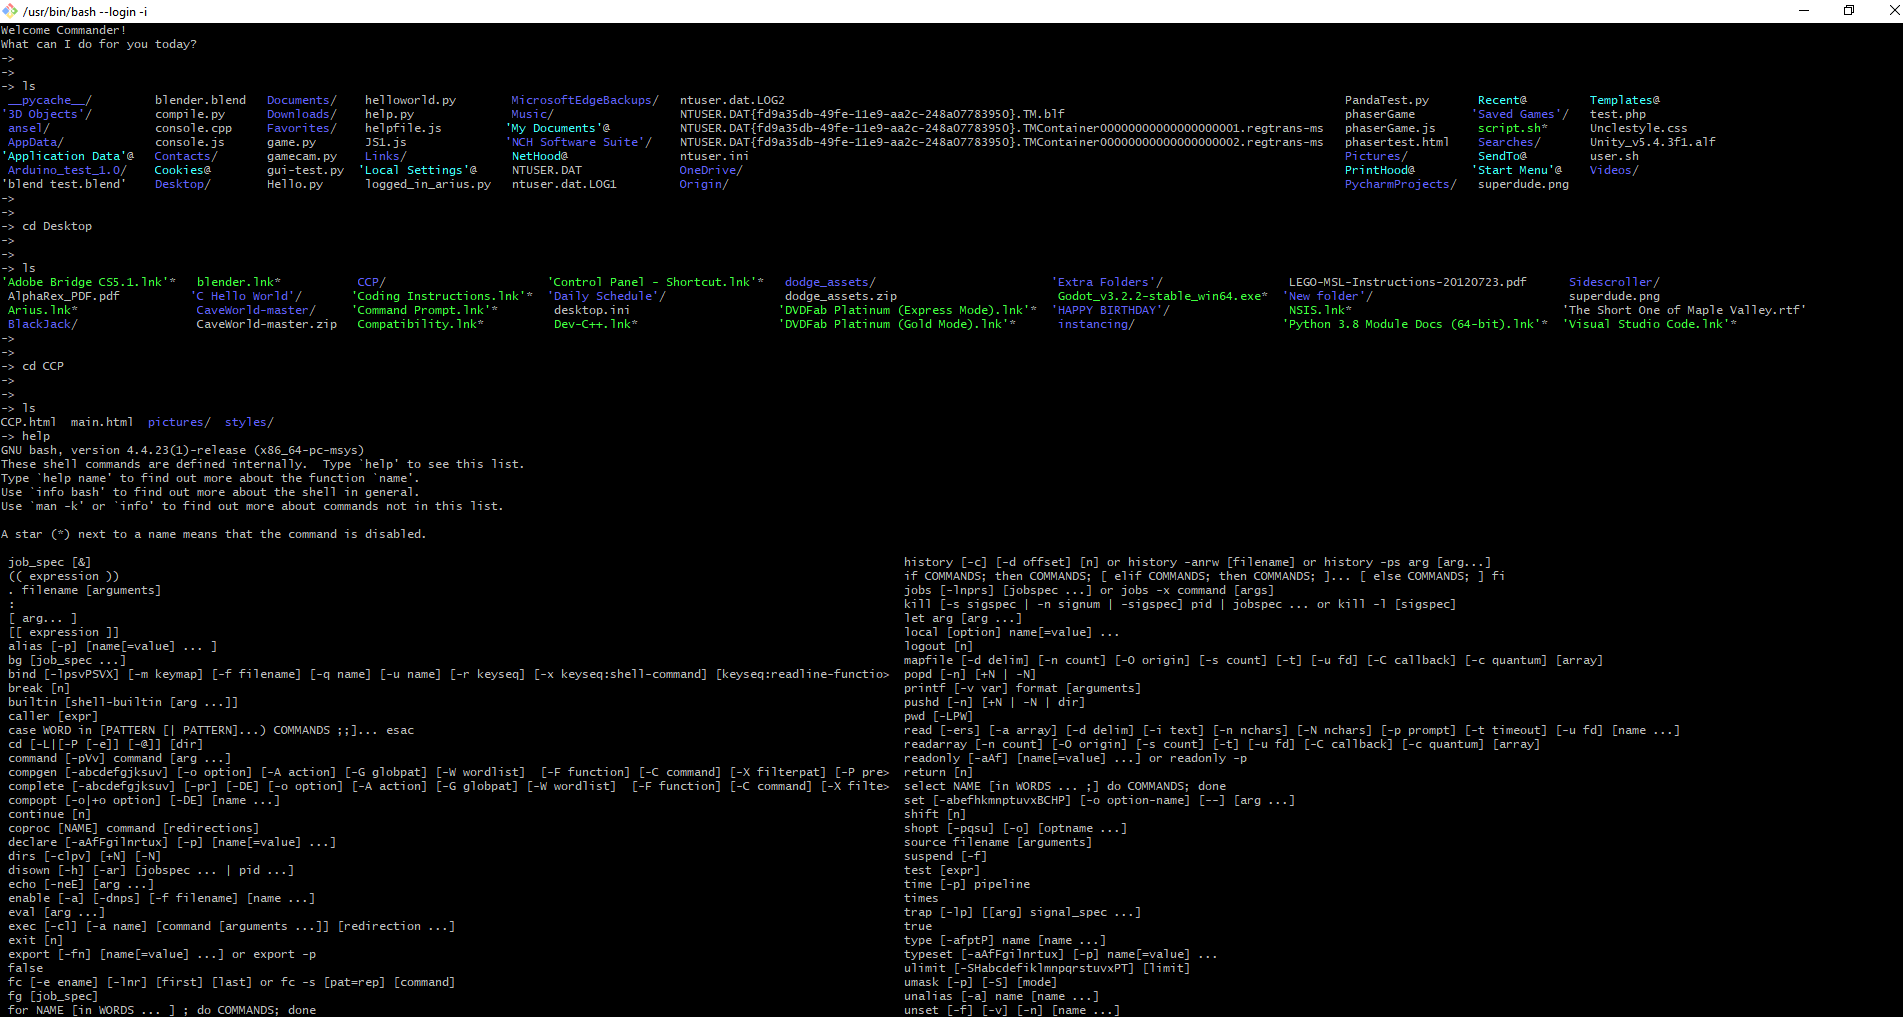 /usr/bin/bash --login -i
Welcome Commander!
What can I do for you today?
->
->
-> ls
 __pycache__/         blender.blend   Documents/    helloworld.py       MicrosoftEdgeBackups/   ntuser.dat.LOG2   PandaTest.py       Recent@         Templates@
'3D Objects'/         compile.py      Downloads/    help.py             Music/                  NTUSER.DAT{fd9a35db-49fe-11e9-aa2c-248a07783950}.TM.blf   phaserGame        'Saved Games'/   test.php
 ansel/               console.cpp     Favorites/    helpfile.js        'My Documents'@          NTUSER.DAT{fd9a35db-49fe-11e9-aa2c-248a07783950}.TMContainer00000000000000000001.regtrans-ms   phaserGame.js      script.sh*      Unclestyle.css
 AppData/             console.js      game.py       JS1.js             'NCH Software Suite'/    NTUSER.DAT{fd9a35db-49fe-11e9-aa2c-248a07783950}.TMContainer00000000000000000002.regtrans-ms   phasertest.html    Searches/       Unity_v5.4.3f1.alf
'Application Data'@   Contacts/       gamecam.py    Links/              NetHood@                ntuser.ini   Pictures/          SendTo@         user.sh
 Arduino_test_1.0/    Cookies@        gui-test.py  'Local Settings'@    NTUSER.DAT              OneDrive/   PrintHood@        'Start Menu'@    Videos/
'blend test.blend'    Desktop/        Hello.py      logged_in_arius.py  ntuser.dat.LOG1         Origin/   PycharmProjects/   superdude.png
->
->
-> cd Desktop
->
->
-> ls
'Adobe Bridge CS5.1.lnk'*   blender.lnk*           CCP/                       'Control Panel - Shortcut.lnk'*   dodge_assets/                          'Extra Folders'/                  LEGO-MSL-Instructions-20120723.pdf      Sidescroller/
 AlphaRex_PDF.pdf          'C Hello World'/       'Coding Instructions.lnk'*  'Daily Schedule'/                  dodge_assets.zip                        Godot_v3.2.2-stable_win64.exe*  'New folder'/                            superdude.png
 Arius.lnk*                 CaveWorld-master/     'Command Prompt.lnk'*        desktop.ini                      'DVDFab Platinum (Express Mode).lnk'*  'HAPPY BIRTHDAY'/                 NSIS.lnk*                              'The Short One of Maple Valley.rtf'
 BlackJack/                 CaveWorld-master.zip   Compatibility.lnk*          Dev-C++.lnk*                     'DVDFab Platinum (Gold Mode).lnk'*      instancing/                     'Python 3.8 Module Docs (64-bit).lnk'*  'Visual Studio Code.lnk'*
->
->
-> cd CCP
->
->
-> ls
CCP.html  main.html  pictures/  styles/
-> help
GNU bash, version 4.4.23(1)-release (x86_64-pc-msys)
These shell commands are defined internally.  Type `help' to see this list.
Type `help name' to find out more about the function `name'.
Use `info bash' to find out more about the shell in general.
Use `man -k' or `info' to find out more about commands not in this list.
A star (*) next to a name means that the command is disabled.
 job_spec [&]   history [-c] [-d offset] [n] or history -anrw [filename] or history -ps arg [arg...]
 (( expression ))   if COMMANDS; then COMMANDS; [ elif COMMANDS; then COMMANDS; ]... [ else COMMANDS; ] fi
 . filename [arguments]   jobs [-lnprs] [jobspec ...] or jobs -x command [args]
 :   kill [-s sigspec | -n signum | -sigspec] pid | jobspec ... or kill -l [sigspec]
 [ arg... ]   let arg [arg ...]
 [[ expression ]]   local [option] name[=value] ...
 alias [-p] [name[=value] ... ]   logout [n]
 bg [job_spec ...]   mapfile [-d delim] [-n count] [-O origin] [-s count] [-t] [-u fd] [-C callback] [-c quantum] [array]
 bind [-lpsvPSVX] [-m keymap] [-f filename] [-q name] [-u name] [-r keyseq] [-x keyseq:shell-command] [keyseq:readline-functio>   popd [-n] [+N | -N]
 break [n]   printf [-v var] format [arguments]
 builtin [shell-builtin [arg ...]]   pushd [-n] [+N | -N | dir]
 caller [expr]   pwd [-LPW]
 case WORD in [PATTERN [| PATTERN]...) COMMANDS ;;]... esac   read [-ers] [-a array] [-d delim] [-i text] [-n nchars] [-N nchars] [-p prompt] [-t timeout] [-u fd] [name ...]
 cd [-L|[-P [-e]] [-@]] [dir]   readarray [-n count] [-O origin] [-s count] [-t] [-u fd] [-C callback] [-c quantum] [array]
 command [-pVv] command [arg ...]   readonly [-aAf] [name[=value] ...] or readonly -p
 compgen [-abcdefgjksuv] [-o option] [-A action] [-G globpat] [-W wordlist]  [-F function] [-C command] [-X filterpat] [-P pre>   return [n]
 complete [-abcdefgjksuv] [-pr] [-DE] [-o option] [-A action] [-G globpat] [-W wordlist]  [-F function] [-C command] [-X filte>   select NAME [in WORDS ... ;] do COMMANDS; done
 compopt [-o|+o option] [-DE] [name ...]   set [-abefhkmnptuvxBCHP] [-o option-name] [--] [arg ...]
 continue [n]   shift [n]
 coproc [NAME] command [redirections]   shopt [-pqsu] [-o] [optname ...]
 declare [-aAfFgilnrtux] [-p] [name[=value] ...]   source filename [arguments]
 dirs [-clpv] [+N] [-N]   suspend [-f]
 disown [-h] [-ar] [jobspec ... | pid ...]   test [expr]
 echo [-neE] [arg ...]   time [-p] pipeline
 enable [-a] [-dnps] [-f filename] [name ...]   times
 eval [arg ...]   trap [-lp] [[arg] signal_spec ...]
 exec [-cl] [-a name] [command [arguments ...]] [redirection ...]   true
 exit [n]   type [-afptP] name [name ...]
 export [-fn] [name[=value] ...] or export -p   typeset [-aAfFgilnrtux] [-p] name[=value] ...
 false   ulimit [-SHabcdefiklmnpqrstuvxPT] [limit]
 fc [-e ename] [-lnr] [first] [last] or fc -s [pat=rep] [command]   umask [-p] [-S] [mode]
 fg [job_spec]   unalias [-a] name [name ...]
 for NAME [in WORDS ... ] ; do COMMANDS; done   unset [-f] [-v] [-n] [name ...]